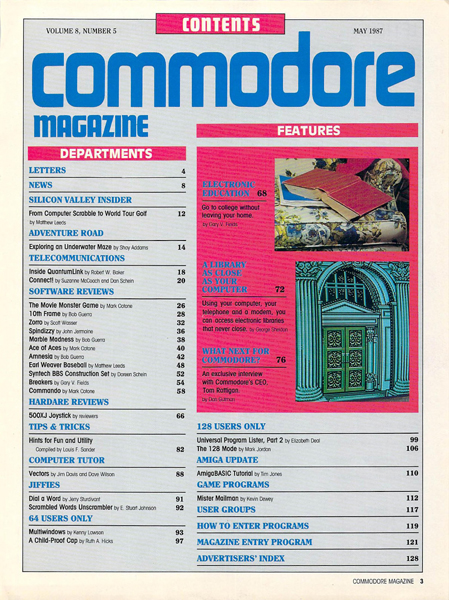 CONTENTS
VOLUME 8, NUMBER 5
MAY 1987
commodore
MAGAZINE
DEPARTMENTS
LETTERS 4
NEWS 8
SILICON VALLEY INSIDER
From Computer Scrabble to World Tour Golf 12
by Matthew Leeds
ADVENTURE ROAD
Exploring an Underwater Maze by Shay Addams 14
TELECOMMUNICATIONS
Inside QuantumLink by Robert W. Baker 18
Connect! by Suzanne McCoach and Don Schein 20
SOFTWARE REVIEWS
The Movie Monster Game by Mark Cotone 26
10th Frame by Bob Guerra 28
Zorro by Scott Wasser 32
Spindizzy by John Jermaine 36
Marble Madness by Bob Guerra 38
Ace of Aces by Mark Cotone 40
Amnesia by Bob Guerra 42
Earl Weaver Baseball by Matthew Leeds 48
Syntech BBS Construction Set by Doreen Schein 52
Breakers by Gary V. Fields 54
Commando by Mark Cotone 58
HARDARE REVIEWS
500XJ Joystick by reviewers 66
TIPS & TRICKS
Hints for Fun and Utility
Compiled by Louis F. Sander 82
COMPUTER TUTOR
Vectors by Jim Davis and Dave Wilson 88
JIFFIES
Dial a Word by Jerry Sturdivant 91
Scrambled Words Unscrambler by E. Stuart Johnson 92
64 USERS ONLY
Multiwindows by Kenny Lawson 93
A Child-Proof Cap by Ruth A. Hicks 97
FEATURES
ELECTRONIC
EDUCATION 68
Go to college without
leaving your home.
by Gary V. Fields
A LIBRARY
AS CLOSE
AS YOUR
COMPUTER 72
Using your computer, your
telephone and a modem, you
can access electronic libraries
that never close. by George Sheldon
WHAT NEXT FOR
COMMODORE? 76
An exclusive interview
with Commodore's CEO,
Tom Rattigan.
by Dan Gutman
128 USERS ONLY
Universal Program Lister, Part 2 by Elizabeth Deal 99
The 128 Mode by Mark Jordan 106
AMIGA UPDATE
AmigaBASIC Tutorial by Tim Jones 110
GAME PROGRAMS
Mister Mailman by Kevin Dewey 112
USER GROUPS 117
HOW TO ENTER PROGRAMS 119
MAGAZINE ENTRY PROGRAM 121
ADVERTISERS' INDEX 128
COMMODORE MAGAZINE 3